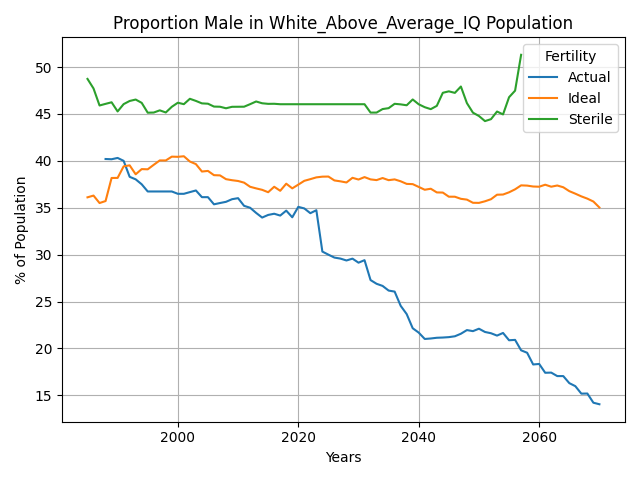 Proportion Male in White_Above_Average_IQ Population
Fertility
Actual
Ideal
Sterile
% of Population
50
45
40
35
30
25
20
15
2000
2020
2040
2060
Years